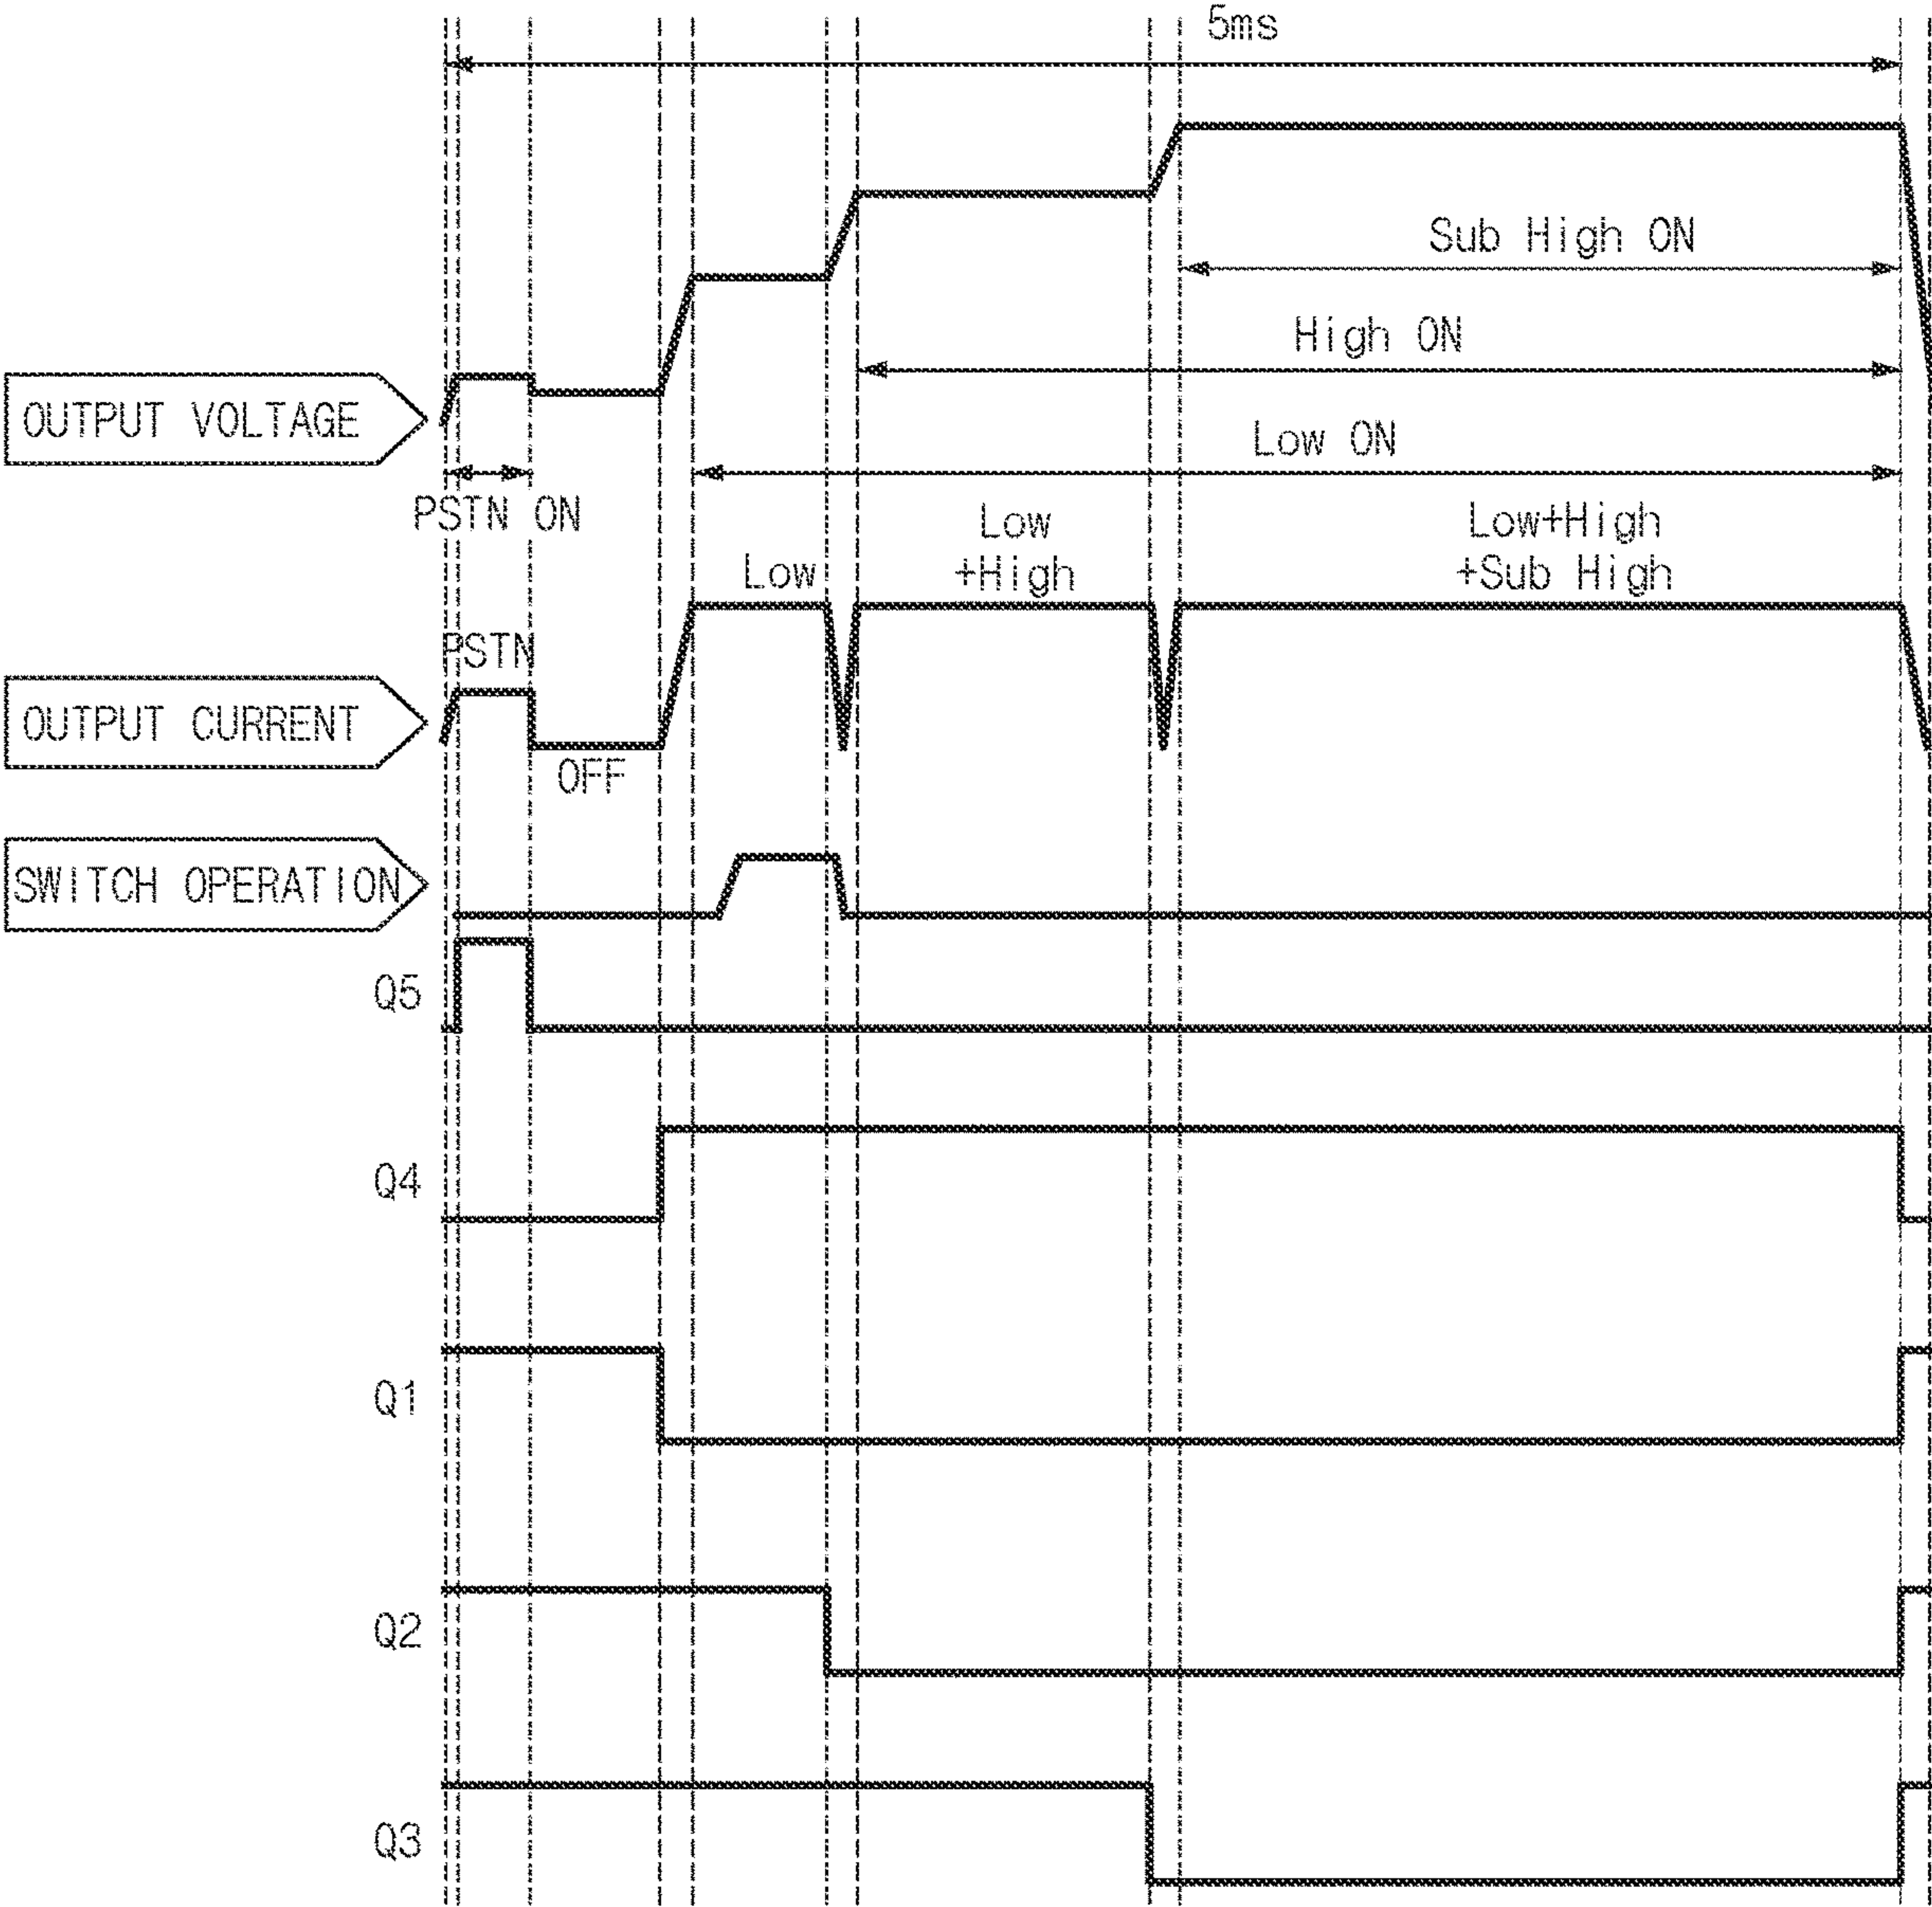 5ms
Sub High ON
High ON
OUTPUT VOLTAGE
Low ON
PSTN ON
Low
+High
Low+High
+Sub High
Low
PSTN
OUTPUT CURRENT
OFF
SWITCH OPERATION
Q5
Q4
Q1
Q2
Q3